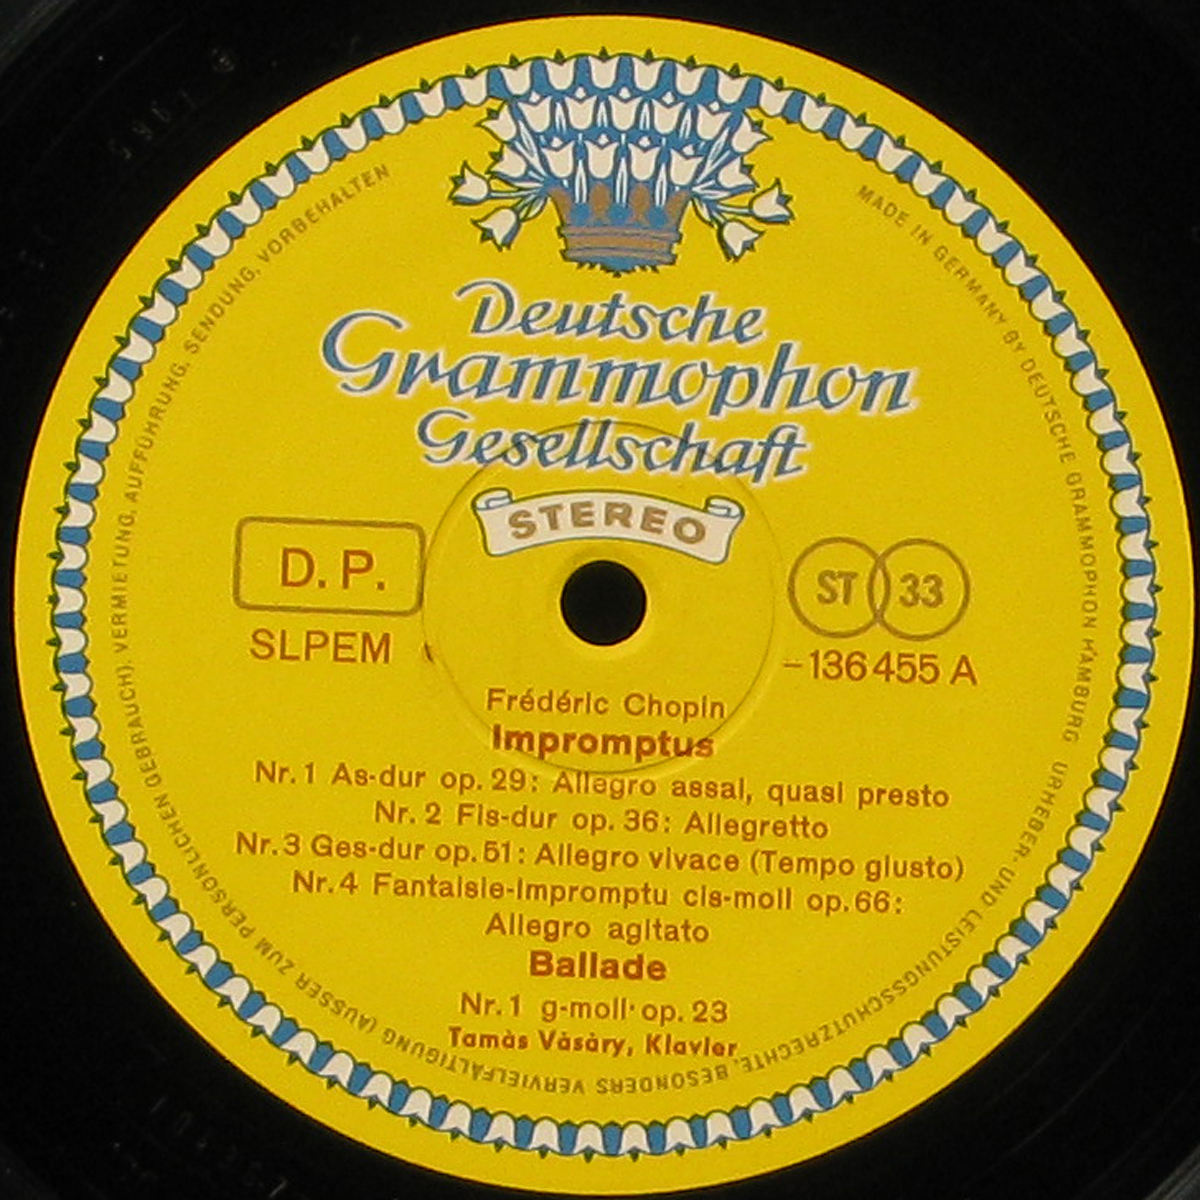 Deutsche
Grammophon
Gesellschaft
STEREO
D. P.
SLPEM
ST 33
–136 455 A
Frédéric Chopin
Impromptus
Nr. 1 As-dur op. 29: Allegro assai, quasi presto
Nr. 2 Fis-dur op. 36: Allegretto
Nr. 3 Ges-dur op. 51: Allegro vivace (Tempo giusto)
Nr. 4 Fantaisie-Impromptu cis-moll op. 66:
Allegro agitato
Ballade
Nr. 1 g-moll op. 23
Tamàs Vásáry, Klavier
MADE IN GERMANY BY DEUTSCHE GRAMMOPHON HAMBURG URHEBER- UND LEISTUNGSSCHUTZRECHTE, BESONDERS VERVIELFÄLTIGUNG (AUSSER ZUM PERSÖNLICHEN GEBRAUCH), VERMIETUNG, AUFFÜHRUNG, SENDUNG, VORBEHALTEN